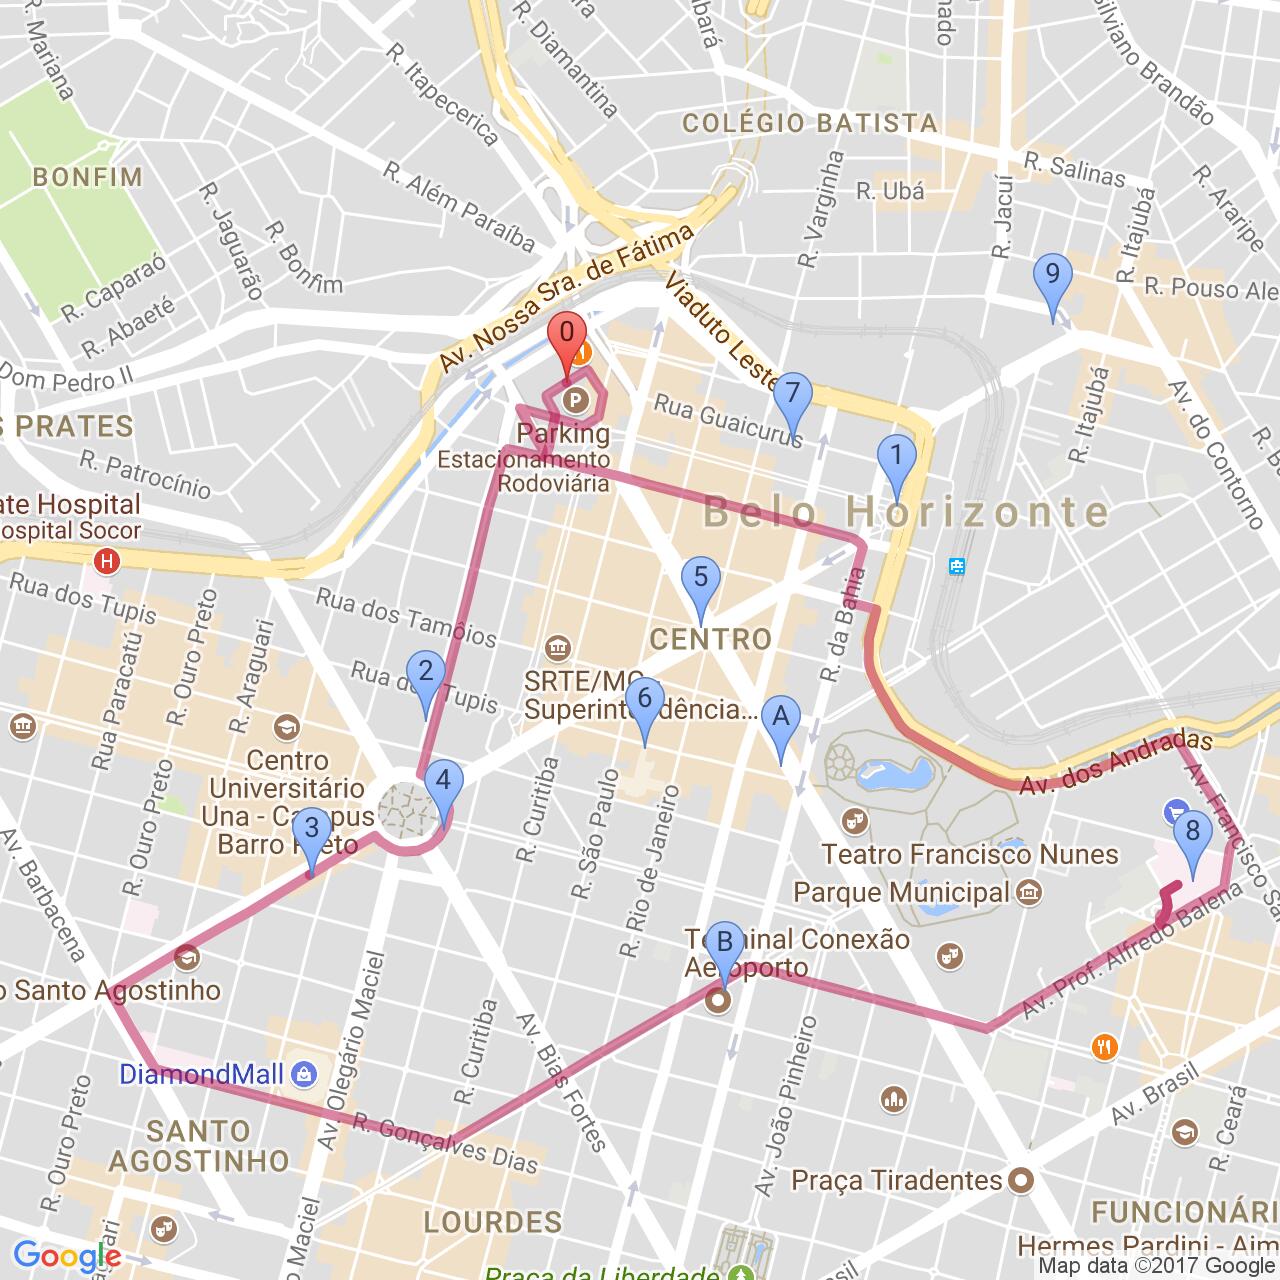 R. Mariana
R. Itapecerica
R. Diamantina
COLÉGIO BATISTA
Silviano Brandão
BONFIM
R. Além Paraíba
R. Jaguarão
R. Bonfim
R. Caparaó
R. Abaeté
R. Varginha
R. Ubá
R. Salinas
R. Jacuí
R. Itajubá
R. Araripe
R. Pouso Ale
Av. Nossa Sra. de Fátima
Viaduto Leste
9
0
7
1
Dom Pedro II
S PRATES
R. Patrocínio
P
Parking
Estacionamento
Rodoviária
Rua Guaicurus
R. Itajubá
Av. do Contorno
Belo Horizonte
ate Hospital
ospital Socor
H
Rua dos Tupis
Rua dos Tamôios
5
CENTRO
R. da Bahia
R. Ouro Preto
R. Araguari
Rua Paracatu
2
Rua dos Tupis
SRTE/MG -
Superintendência...
6
A
Av. dos Andradas
Centro
Universitário
Una - Campus
Barro Preto
3
4
R. Ouro Preto
R. Curitiba
R. São Paulo
R. Rio de Janeiro
Teatro Francisco Nunes
Parque Municipal
8
Av. Francisco Sa
Av. Prof. Alfredo Balena
Av. Barbacena
B
Terminal Conexão
Aeroporto
o Santo Agostinho
Av. Olegário Maciel
R. Curitiba
Av. Bias Fortes
DiamondMall
R. Gonçalves Dias
Av. João Pinheiro
Av. Brasil
R. Ceará
R. Ouro Preto
SANTO
AGOSTINHO
Praça Tiradentes
LOURDES
FUNCIONÁRI
Hermes Pardini - Aim
Maciel
Praça da Liberdade
Google
Map data ©2017 Google